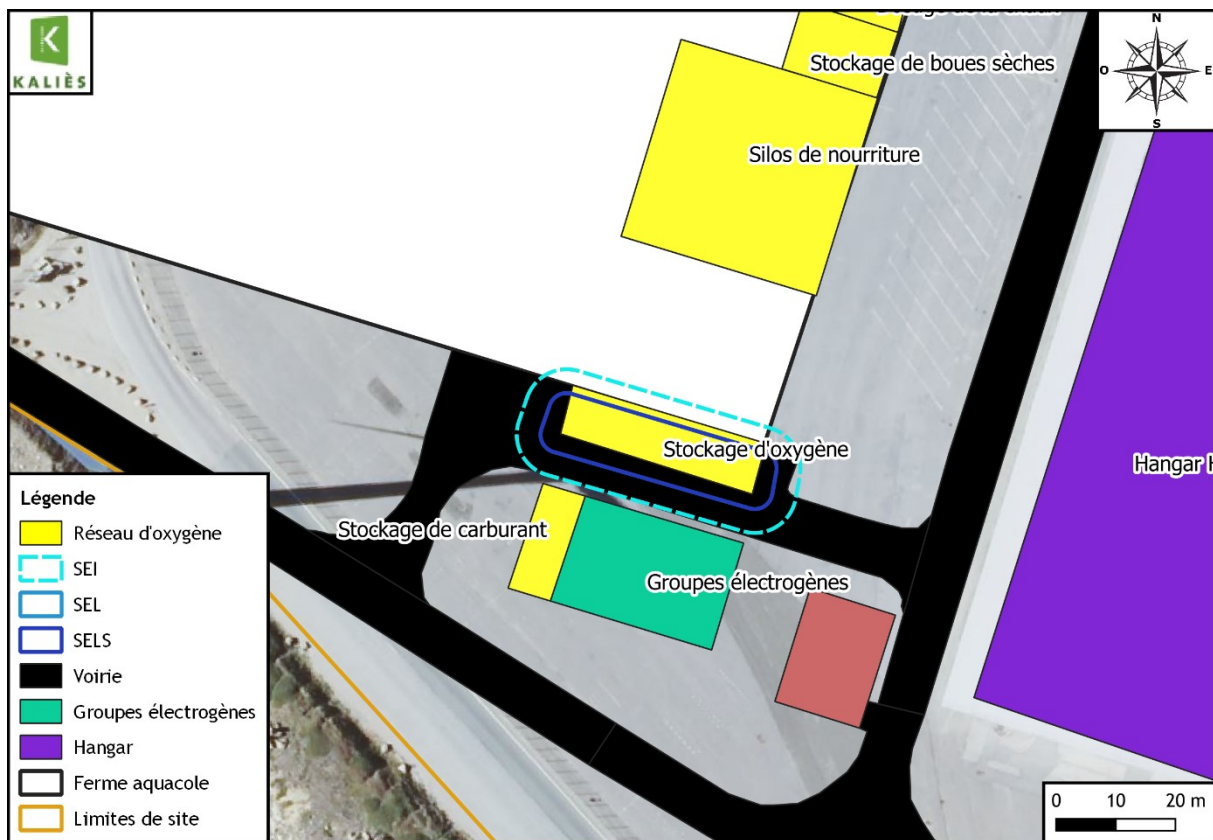 KALIÈS
Stockage de boues sèches
Silos de nourriture
N
O
E
S
Stockage d'oxygène
Hangar H
Stockage de carburant
Groupes électrogènes
Légende
Réseau d'oxygène
SEI
SEL
SELS
Voirie
Groupes électrogènes
Hangar
Ferme aquacole
Limites de site
0 10 20 m